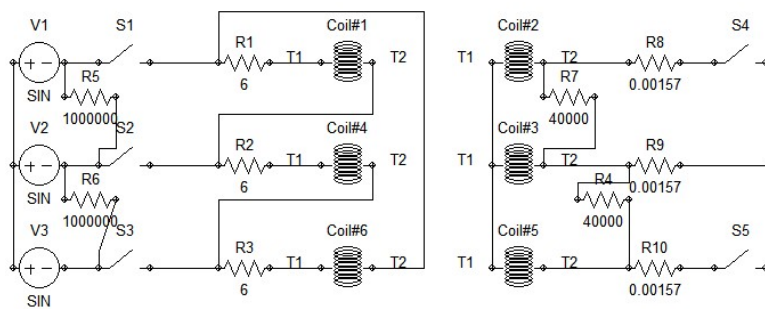 V1 S1 Coil#1 Coil#2 S4
R1 T1 T2 T1 T2 R8
R5 R7
SIN 6 0.00157
1000000 S2 40000
V2 Coil#4 Coil#3
R2 T1 T2 T1 T2 R9
R6 R4
SIN 6 0.00157
1000000 S3 40000
V3 Coil#6 Coil#5 S5
R3 T1 T2 T1 T2 R10
SIN 6 0.00157